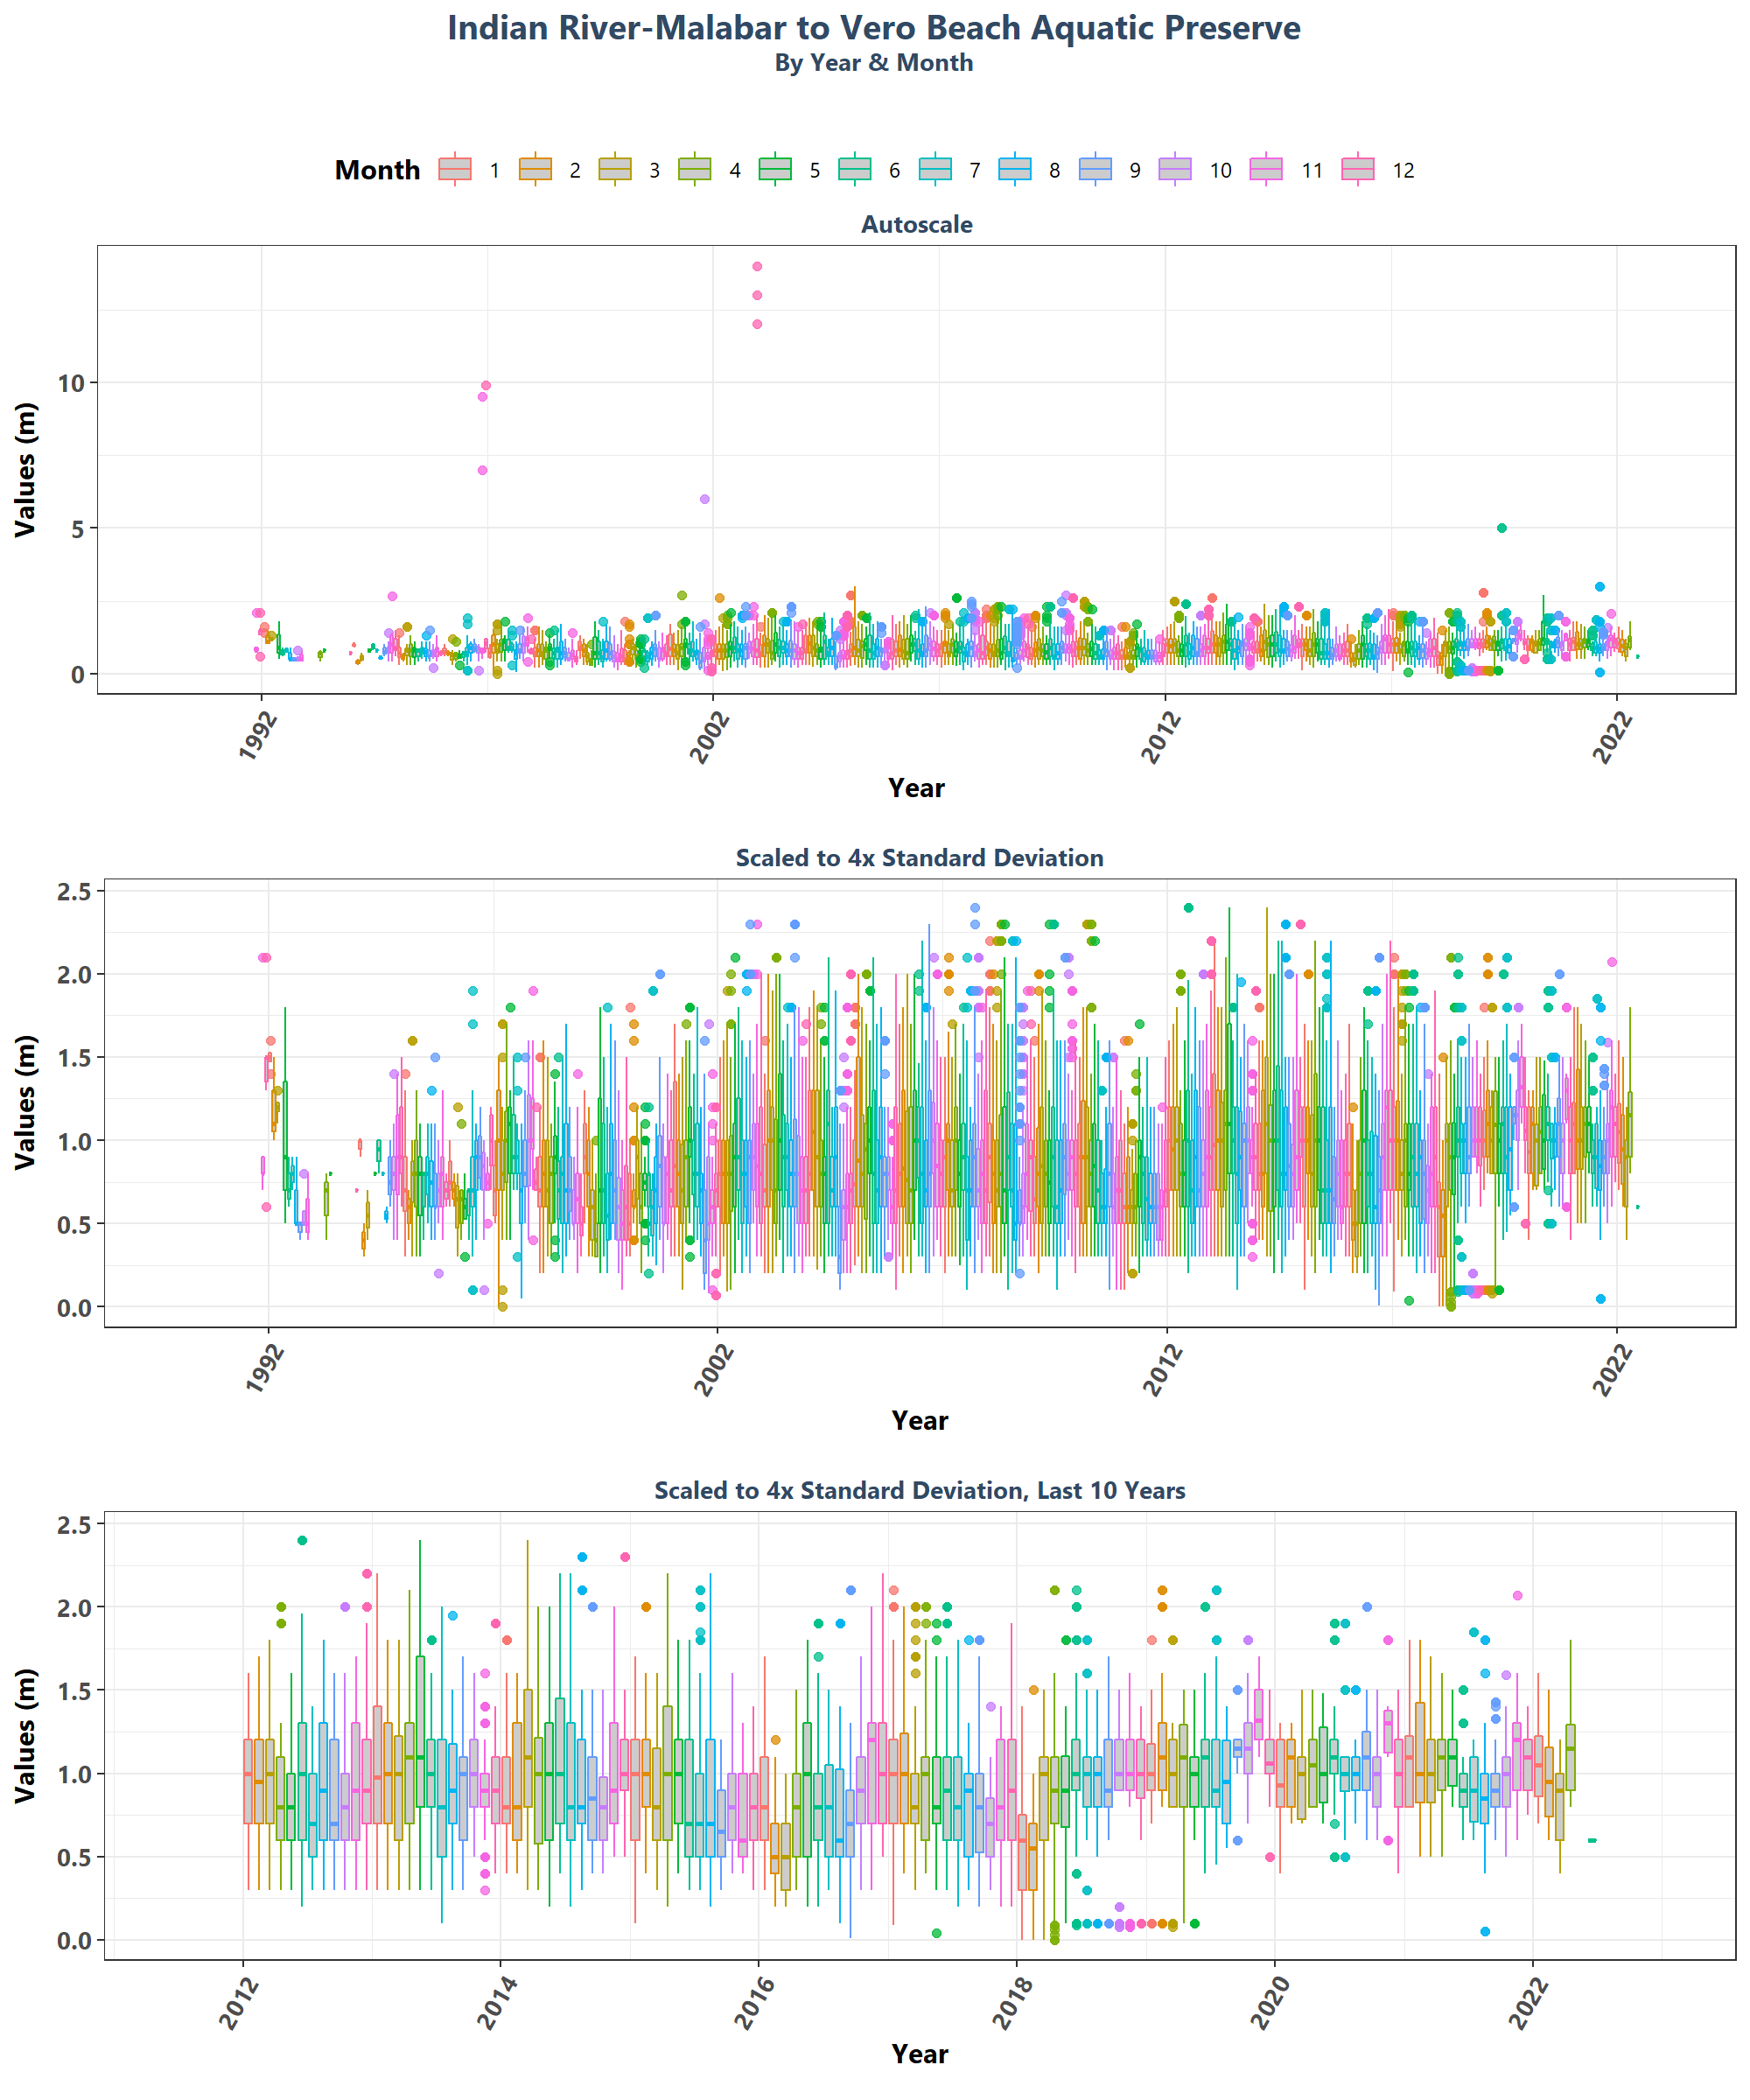 Indian River-Malabar to Vero Beach Aquatic Preserve
By Year & Month
Month 1 2 3 4 5 6 7 8 9 10 11 12
Autoscale
Values (m)
10
5
0
1992 2002 2012 2022
Year
Scaled to 4x Standard Deviation
Values (m)
2.5
2.0
1.5
1.0
0.5
0.0
1992 2002 2012 2022
Year
Scaled to 4x Standard Deviation, Last 10 Years
Values (m)
2.5
2.0
1.5
1.0
0.5
0.0
2012 2014 2016 2018 2020 2022
Year